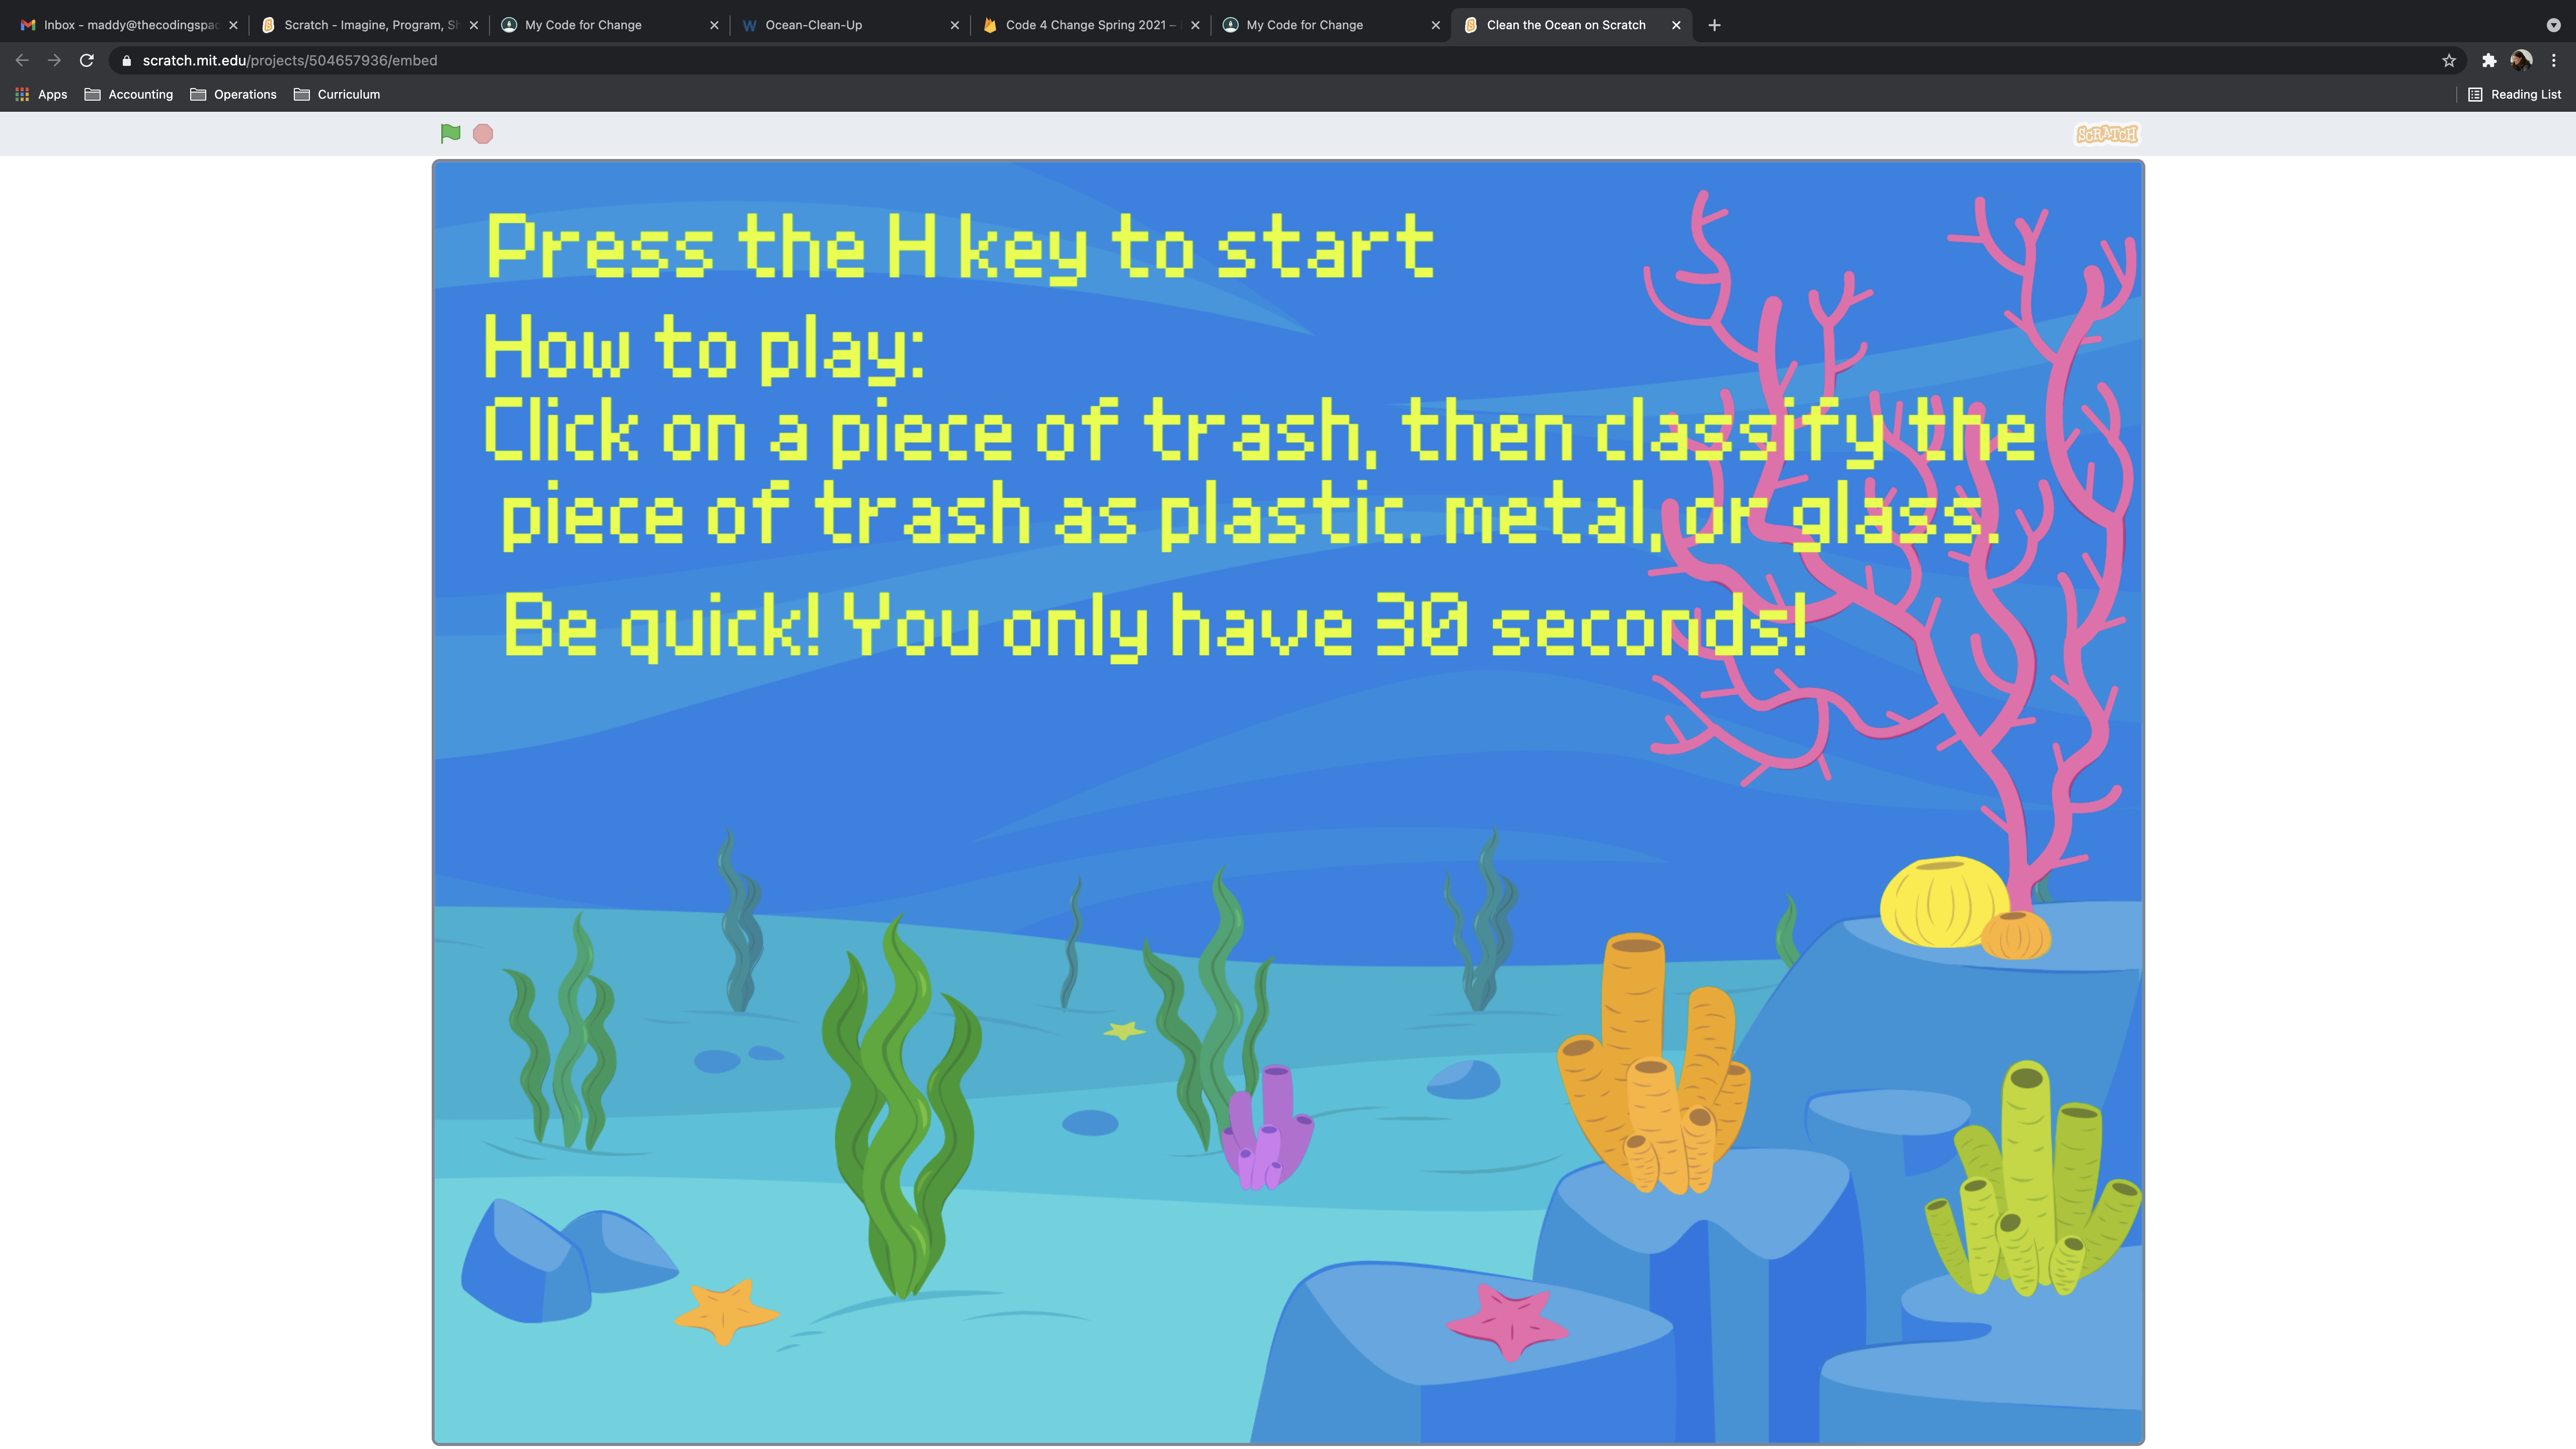 Inbox - maddy@thecodingspac
Scratch - Imagine, Program, Sh
My Code for Change
Ocean-Clean-Up
Code 4 Change Spring 2021 –
My Code for Change
Clean the Ocean on Scratch
scratch.mit.edu/projects/504657936/embed
Apps
Accounting
Operations
Curriculum
Reading List
SCRATCH
Press the H key to start
How to play:
Click on a piece of trash, then classify the
piece of trash as plastic. metal, or glass.
Be quick! You only have 30 seconds!